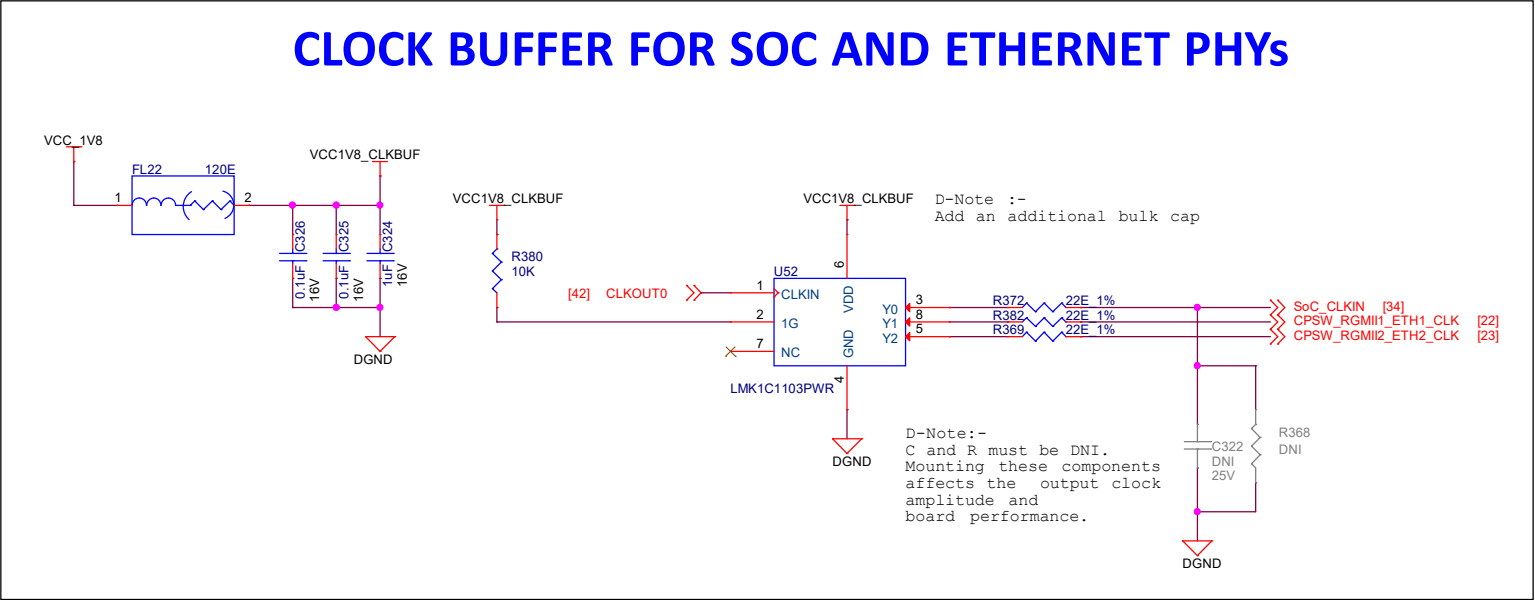 CLOCK BUFFER FOR SOC AND ETHERNET PHYs
VCC_1V8
FL22 120E
1
2
VCC1V8_CLKBUF
C326
0.1uF
16V
C325
0.1uF
16V
C324
1uF
16V
DGND
VCC1V8_CLKBUF
R380
10K
[42] CLKOUT0
VCC1V8_CLKBUF
D-Note :-
Add an additional bulk cap
U52
6
1 CLKIN
2 1G
7 NC
VDD
GND
Y0 3
Y1 8
Y2 5
4
LMK1C1103PWR
DGND
R372 22E 1%
R382 22E 1%
R369 22E 1%
SoC_CLKIN [34]
CPSW_RGMII1_ETH1_CLK [22]
CPSW_RGMII2_ETH2_CLK [23]
D-Note:-
C and R must be DNI.
Mounting these components
affects the output clock
amplitude and
board performance.
C322
DNI
25V
R368
DNI
DGND